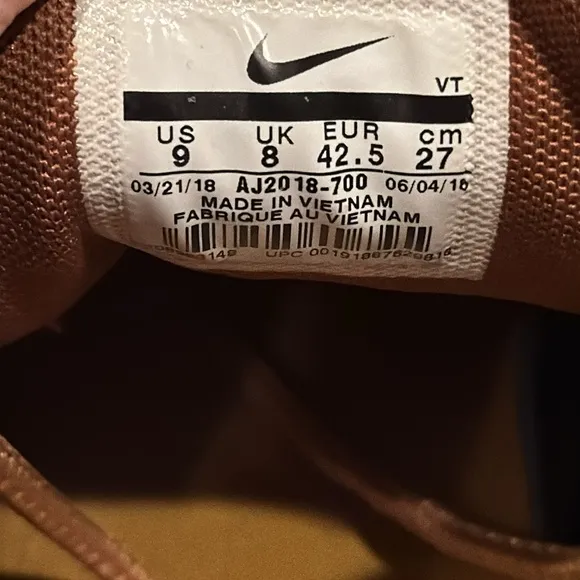 VT
US UK EUR cm
9 8 42.5 27
03/21/18 AJ2018-700 06/04/18
MADE IN VIETNAM
FABRIQUE AU VIETNAM
UPC